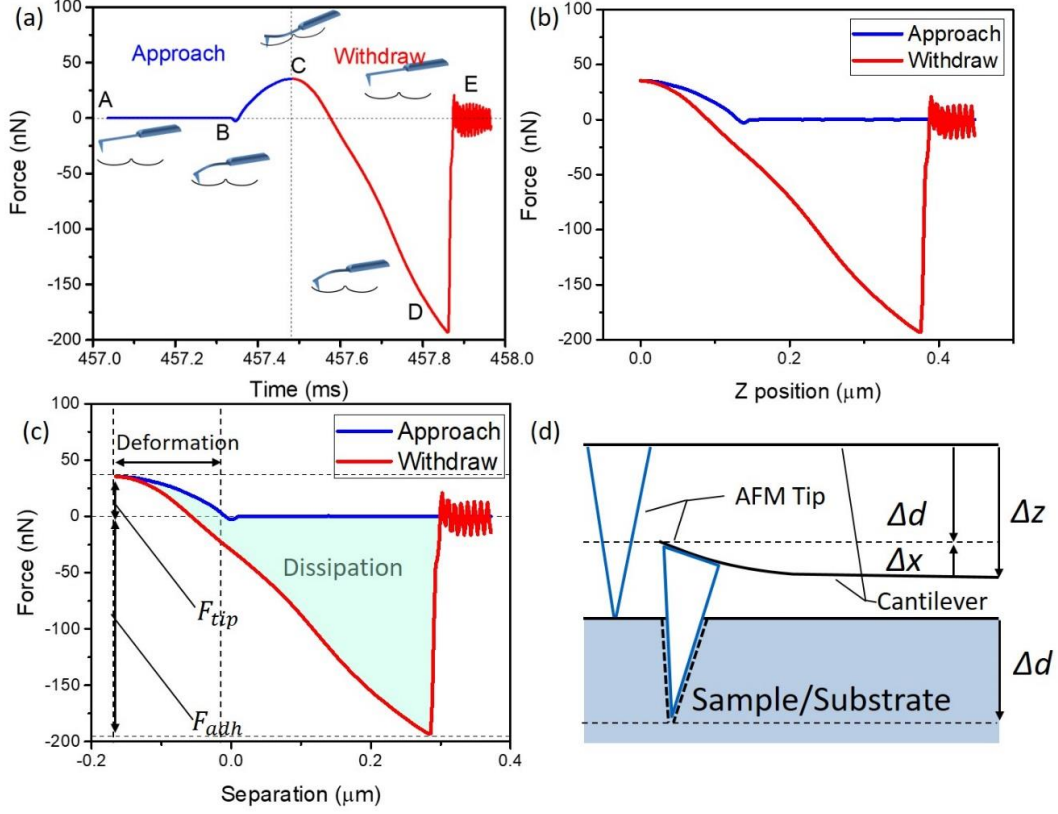 (a)
Approach
Withdraw
A
B
C
D
E
100
50
0
-50
-100
-150
-200
Force (nN)
457.0
457.2
457.4
457.6
457.8
458.0
Time (ms)
(b)
Approach
Withdraw
100
50
0
-50
-100
-150
-200
Force (nN)
0.0
0.2
0.4
Z position (μm)
(c)
Deformation
Approach
Withdraw
Dissipation
F_tip
F_adh
100
50
0
-50
-100
-150
-200
Force (nN)
-0.2
0.0
0.2
0.4
Separation (μm)
(d)
AFM Tip
Δd
Δz
Δx
Cantilever
Δd
Sample/Substrate